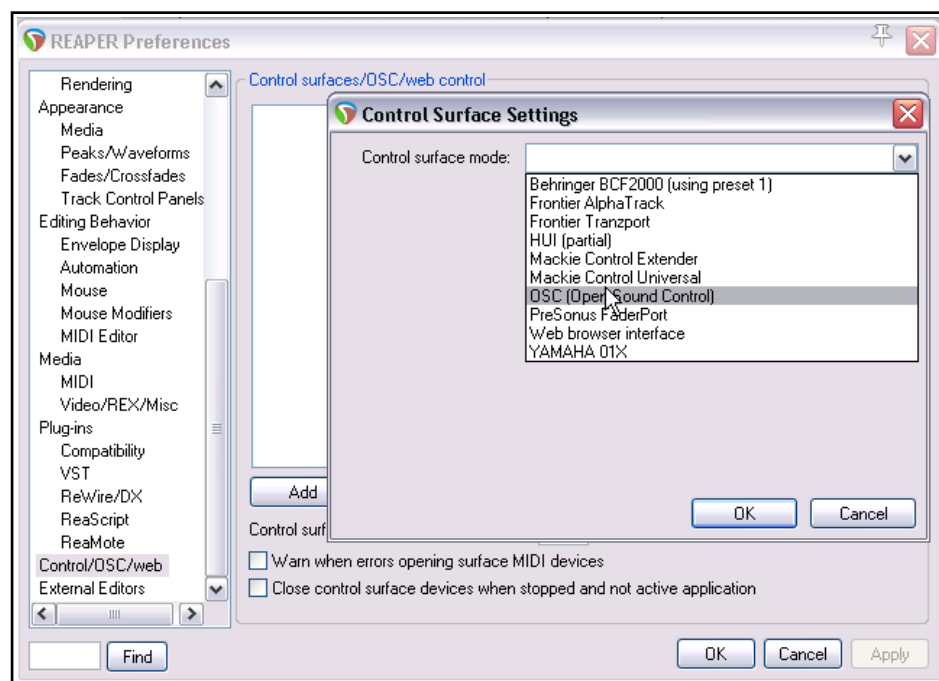 REAPER Preferences
Rendering
Appearance
Media
Peaks/Waveforms
Fades/Crossfades
Track Control Panels
Editing Behavior
Envelope Display
Automation
Mouse
Mouse Modifiers
MIDI Editor
Media
MIDI
Video/REX/Misc
Plug-ins
Compatibility
VST
ReWire/DX
ReaScript
ReaMote
Control/OSC/web
External Editors
Find
Control surfaces/OSC/web control
Control Surface Settings
Control surface mode:
Behringer BCF2000 (using preset 1)
Frontier AlphaTrack
Frontier Tranzport
HUI (partial)
Mackie Control Extender
Mackie Control Universal
OSC (Open Sound Control)
PreSonus FaderPort
Web browser interface
YAMAHA 01X
OK Cancel
Add
Control surf
Warn when errors opening surface MIDI devices
Close control surface devices when stopped and not active application
OK Cancel Apply